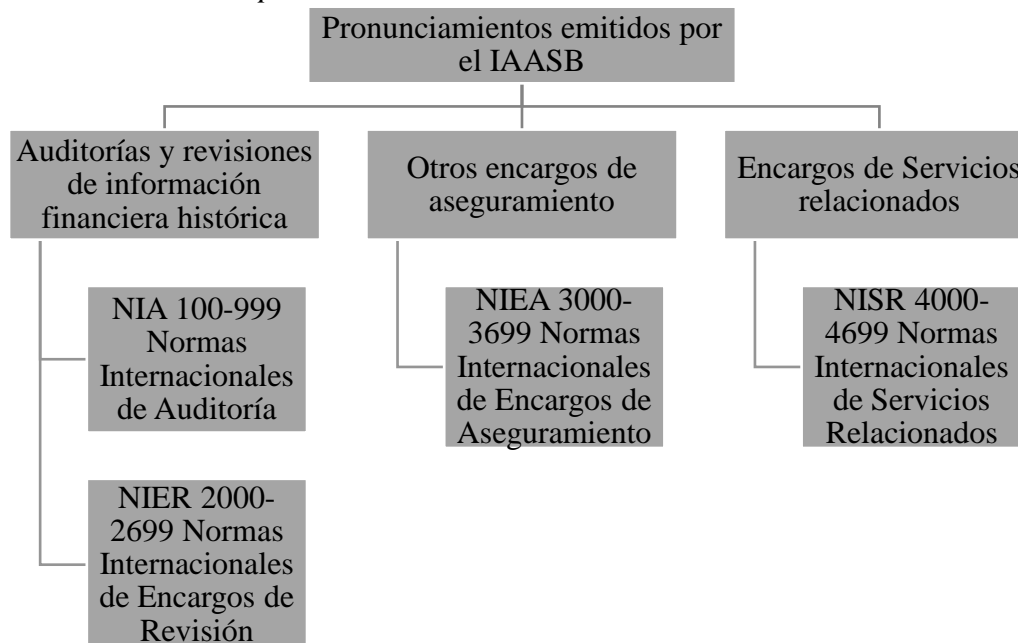 Pronunciamientos emitidos por
el IAASB
Auditorías y revisiones
de información
financiera histórica
Otros encargos de
aseguramiento
Encargos de Servicios
relacionados
NIA 100-999
Normas
Internacionales
de Auditoría
NIEA 3000-
3699 Normas
Internacionales
de Encargos de
Aseguramiento
NISR 4000-
4699 Normas
Internacionales
de Servicios
Relacionados
NIER 2000-
2699 Normas
Internacionales
de Encargos de
Revisión